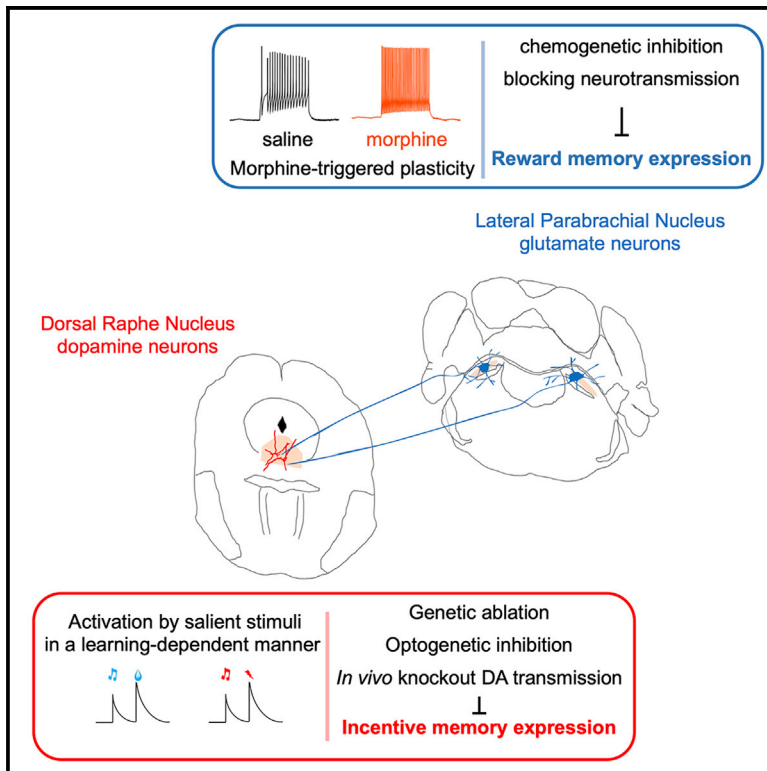 chemogenetic inhibition
blocking neurotransmission
saline
morphine
Morphine-triggered plasticity
Reward memory expression
Lateral Parabrachial Nucleus
glutamate neurons
Dorsal Raphe Nucleus
dopamine neurons
Activation by salient stimuli
in a learning-dependent manner
Genetic ablation
Optogenetic inhibition
In vivo knockout DA transmission
Incentive memory expression